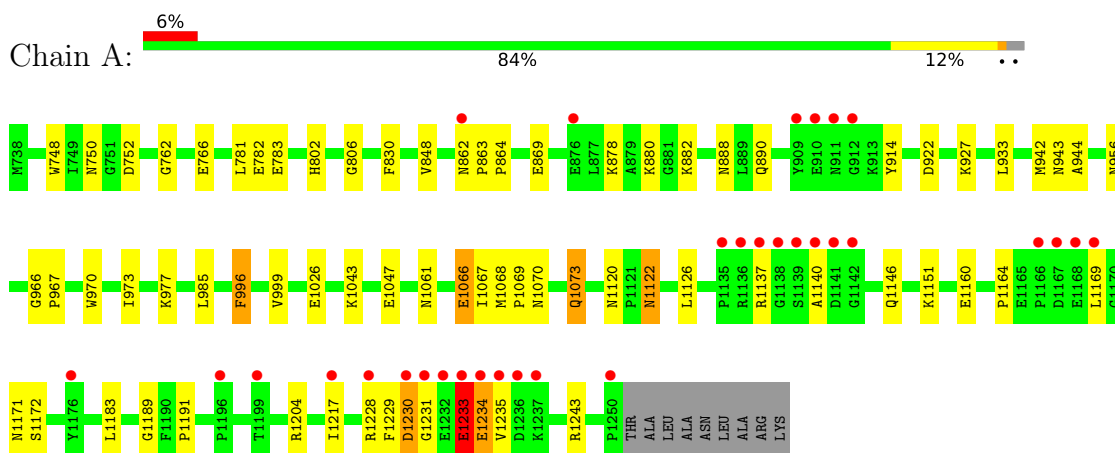 6%
Chain A:
84% 12% • •
M738 W748 I749 N750 G751 D752 G762 E766 L781 E782 E783 H802 G806 F830 V848 N862 P863 P864 E869 E876 L877 K878 A879 K880 G881 K882 N888 L889 Q890 Y909 E910 N911 G912 K913 Y914 D922 K927 L933 M942 N943 A944 N956
G966 P967 W970 I973 K977 L985 F996 V999 E1026 K1043 E1047 N1061 E1066 I1067 M1068 P1069 N1070 Q1073 N1120 P1121 N1122 L1126 P1135 R1136 R1137 G1138 S1139 A1140 D1141 G1142 Q1146 K1151 E1160 P1164 E1165 P1166 D1167 E1168 L1169 G1170
N1171 S1172 Y1176 L1183 G1189 F1190 P1191 P1196 T1199 R1204 I1217 R1228 F1229 D1230 G1231 E1232 E1233 E1234 V1235 D1236 K1237 R1243 P1250 THR ALA LEU ALA ASN LEU ALA ARG LYS